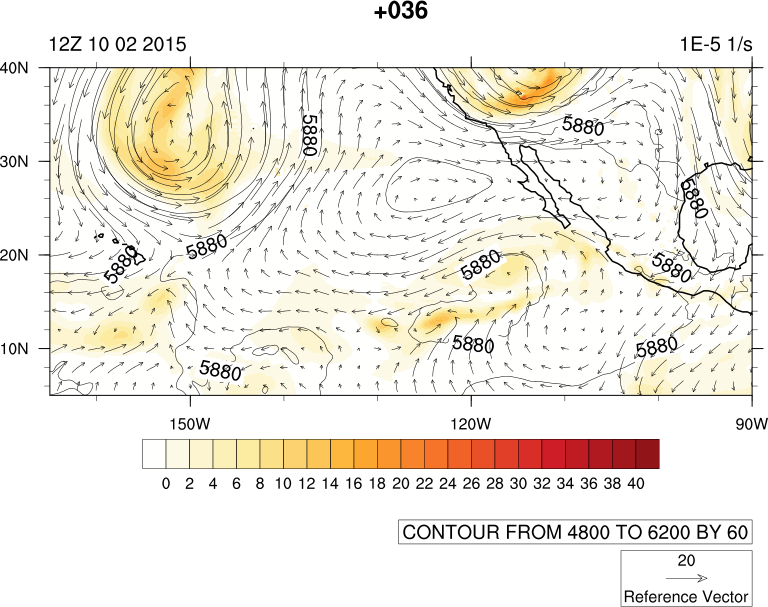 +036
12Z 10 02 2015 1E-5 1/s
40N
5880 5880
30N
5880
5880
20N 5880 5880
5880
10N 5880 5880
5880
150W 120W 90W
0 2 4 6 8 10 12 14 16 18 20 22 24 26 28 30 32 34 36 38 40
CONTOUR FROM 4800 TO 6200 BY 60
20
Reference Vector